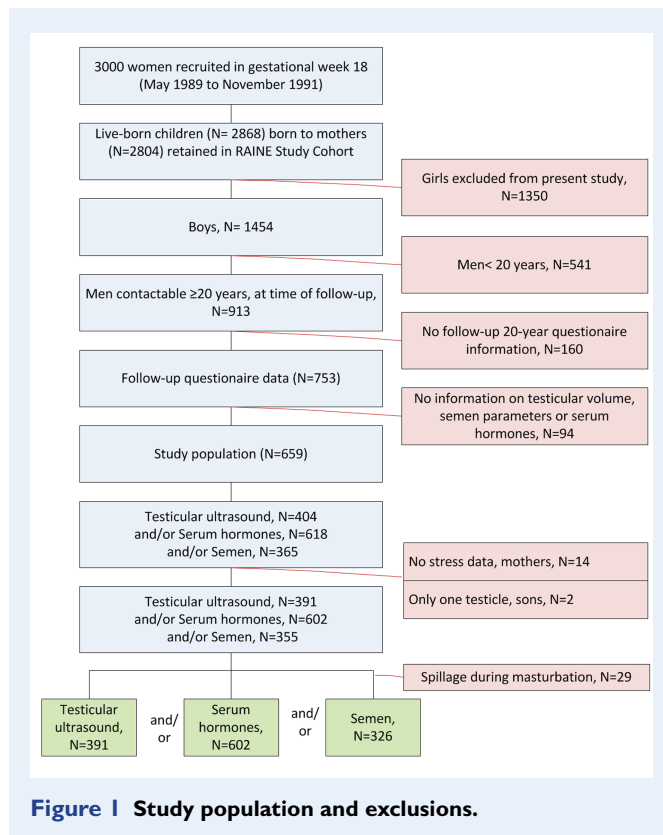 3000 women recruited in gestational week 18
(May 1989 to November 1991)
Live-born children (N= 2868) born to mothers
(N=2804) retained in RAINE Study Cohort
Girls excluded from present study,
N=1350
Boys, N= 1454
Men< 20 years, N=541
Men contactable ≥20 years, at time of follow-up,
N=913
No follow-up 20-year questionaire
information, N=160
Follow-up questionaire data (N=753)
No information on testicular volume,
semen parameters or serum
hormones, N=94
Study population (N=659)
Testicular ultrasound, N=404
and/or Serum hormones, N=618
and/or Semen, N=365
No stress data, mothers, N=14
Only one testicle, sons, N=2
Testicular ultrasound, N=391
and/or Serum hormones, N=602
and/or Semen, N=355
Spillage during masturbation, N=29
Testicular
ultrasound,
N=391
and/
or
Serum
hormones,
N=602
and/
or
Semen,
N=326
Figure 1 Study population and exclusions.